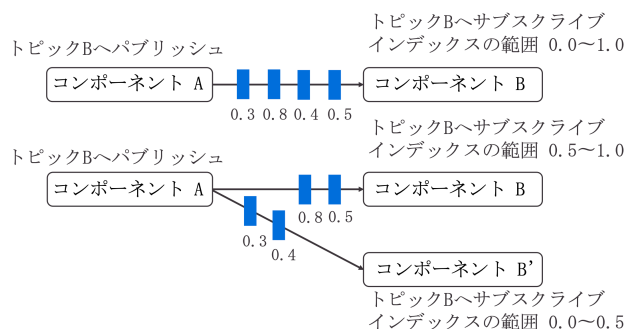 トピックBへサブスクライブ
インデックスの範囲 0.0～1.0
トピックBへパブリッシュ
コンポーネント A
コンポーネント B
0.3 0.8 0.4 0.5
トピックBへサブスクライブ
インデックスの範囲 0.5～1.0
トピックBへパブリッシュ
コンポーネント A
コンポーネント B
0.8 0.5
0.3
0.4
コンポーネント B'
トピックBへサブスクライブ
インデックスの範囲 0.0～0.5